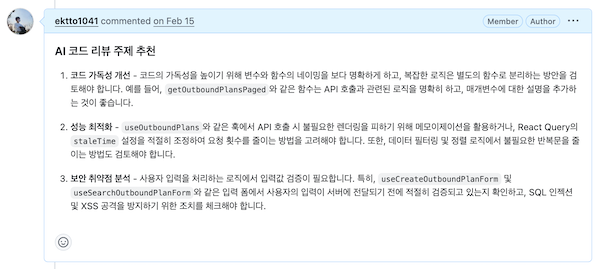 ektto1041 commented on Feb 15
Member
Author
AI 코드 리뷰 주제 추천
1. 코드 가독성 개선 - 코드의 가독성을 높이기 위해 변수와 함수의 네이밍을 보다 명확하게 하고, 복잡한 로직은 별도의 함수로 분리하는 방안을 검
토해야 합니다. 예를 들어, getOutboundPlansPaged 와 같은 함수는 API 호출과 관련된 로직을 명확히 하고, 매개변수에 대한 설명을 추가하
는 것이 좋습니다.
2. 성능 최적화 - useOutboundPlans 와 같은 훅에서 API 호출 시 불필요한 렌더링을 피하기 위해 메모이제이션을 활용하거나, React Query의
staleTime 설정을 적절히 조정하여 요청 횟수를 줄이는 방법을 고려해야 합니다. 또한, 데이터 필터링 및 정렬 로직에서 불필요한 반복문을 줄
이는 방법도 검토해야 합니다.
3. 보안 취약점 분석 - 사용자 입력을 처리하는 로직에서 입력값 검증이 필요합니다. 특히, useCreateOutboundPlanForm 및
useSearchOutboundPlanForm 와 같은 입력 폼에서 사용자의 입력이 서버에 전달되기 전에 적절히 검증되고 있는지 확인하고, SQL 인젝션
및 XSS 공격을 방지하기 위한 조치를 체크해야 합니다.